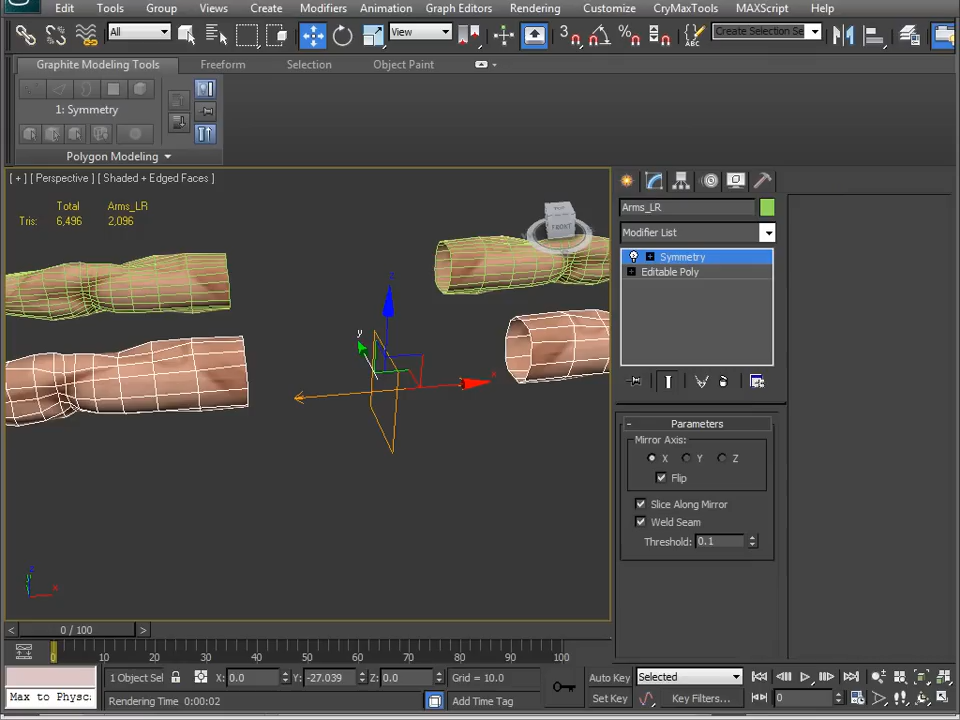 Edit Tools Group Views Create Modifiers Animation Graph Editors Rendering Customize CryMaxTools MAXScript Help
All View 3 Create Selection Se
Graphite Modeling Tools Freeform Selection Object Paint
1: Symmetry
Polygon Modeling
[ + ] [ Perspective ] [ Shaded + Edged Faces ]
Total Arms_LR
Tris: 6,496 2,096
TOP
FRONT
z
y
x
z
y
x
Arms_LR
Modifier List
Symmetry
Editable Poly
- Parameters
Mirror Axis:
X Y Z
Flip
Slice Along Mirror
Weld Seam
Threshold: 0.1
< 0 / 100 >
0 10 20 30 40 50 60 70 80 90 100
1 Object Sel X: 0.0 Y: -27.039 Z: 0.0 Grid = 10.0 Auto Key Selected
Max to Physc: Rendering Time 0:00:02 Add Time Tag Set Key Key Filters... 0